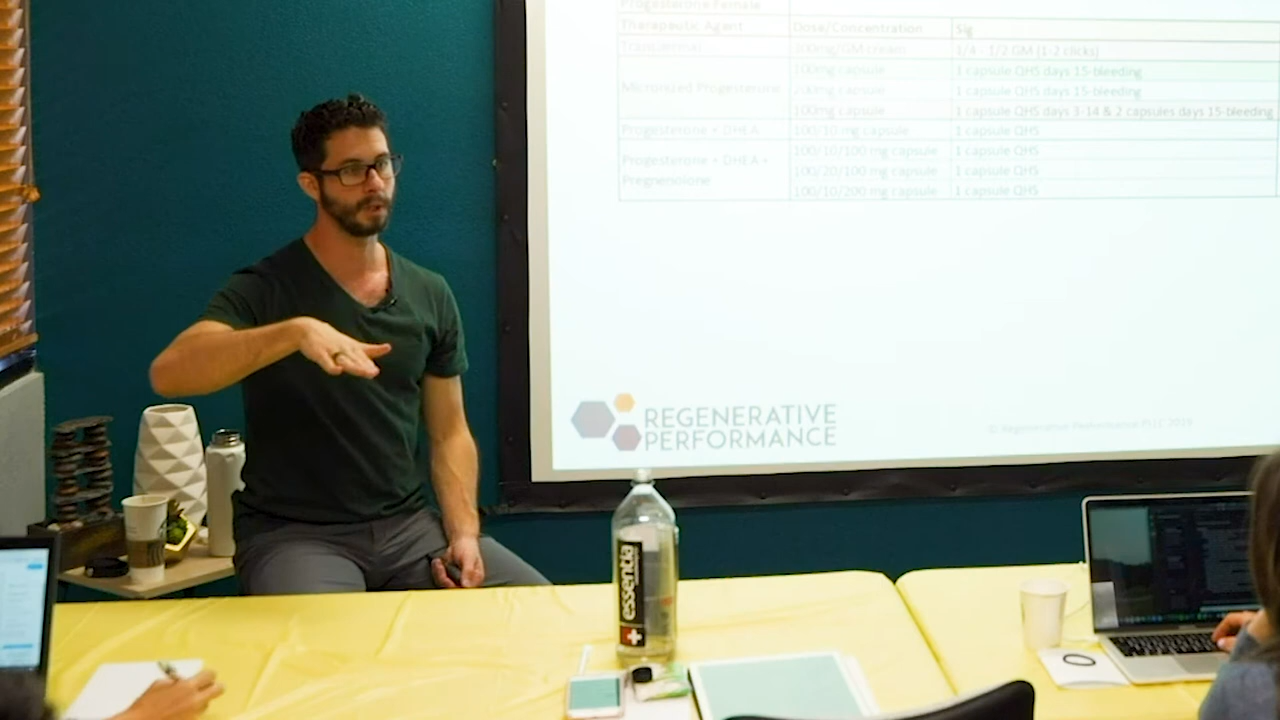 Progesterone Female
Therapeutic Agent Dose/Concentration Sig
Transdermal 100mg/GM cream 1/4 - 1/2 GM (1-2 clicks)
100mg capsule 1 capsule QHS days 15-bleeding
Micronized Progesterone 200mg capsule 1 capsule QHS days 15-bleeding
100mg capsule 1 capsule QHS days 3-14 & 2 capsules days 15-bleeding
Progesterone + DHEA 100/10 mg capsule 1 capsule QHS
Progesterone + DHEA + Pregnenolone 100/10/100 mg capsule 1 capsule QHS
100/20/100 mg capsule 1 capsule QHS
100/10/200 mg capsule 1 capsule QHS
REGENERATIVE
PERFORMANCE
© Regenerative Performance PLLC 2019
essentia